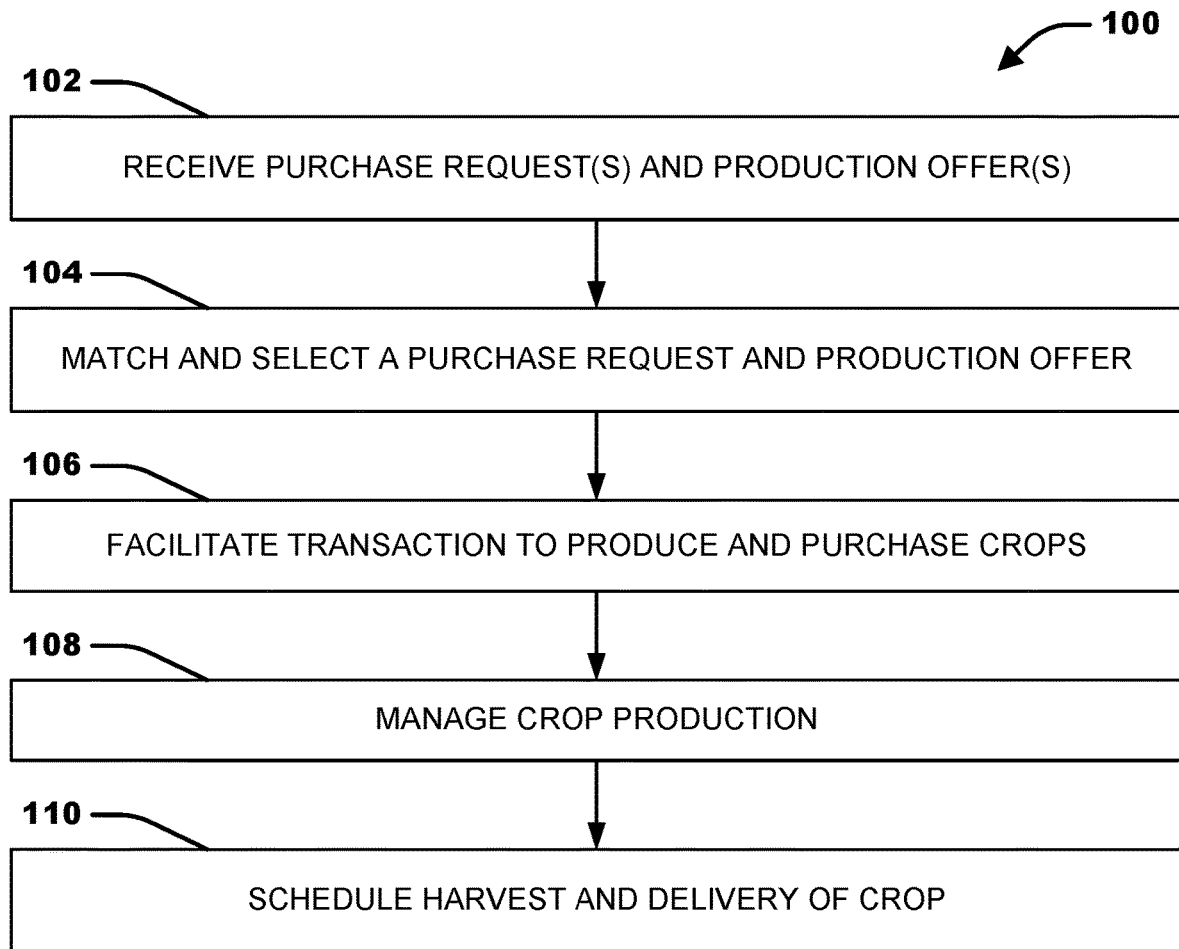 100
102
RECEIVE PURCHASE REQUEST(S) AND PRODUCTION OFFER(S)
104
MATCH AND SELECT A PURCHASE REQUEST AND PRODUCTION OFFER
106
FACILITATE TRANSACTION TO PRODUCE AND PURCHASE CROPS
108
MANAGE CROP PRODUCTION
110
SCHEDULE HARVEST AND DELIVERY OF CROP